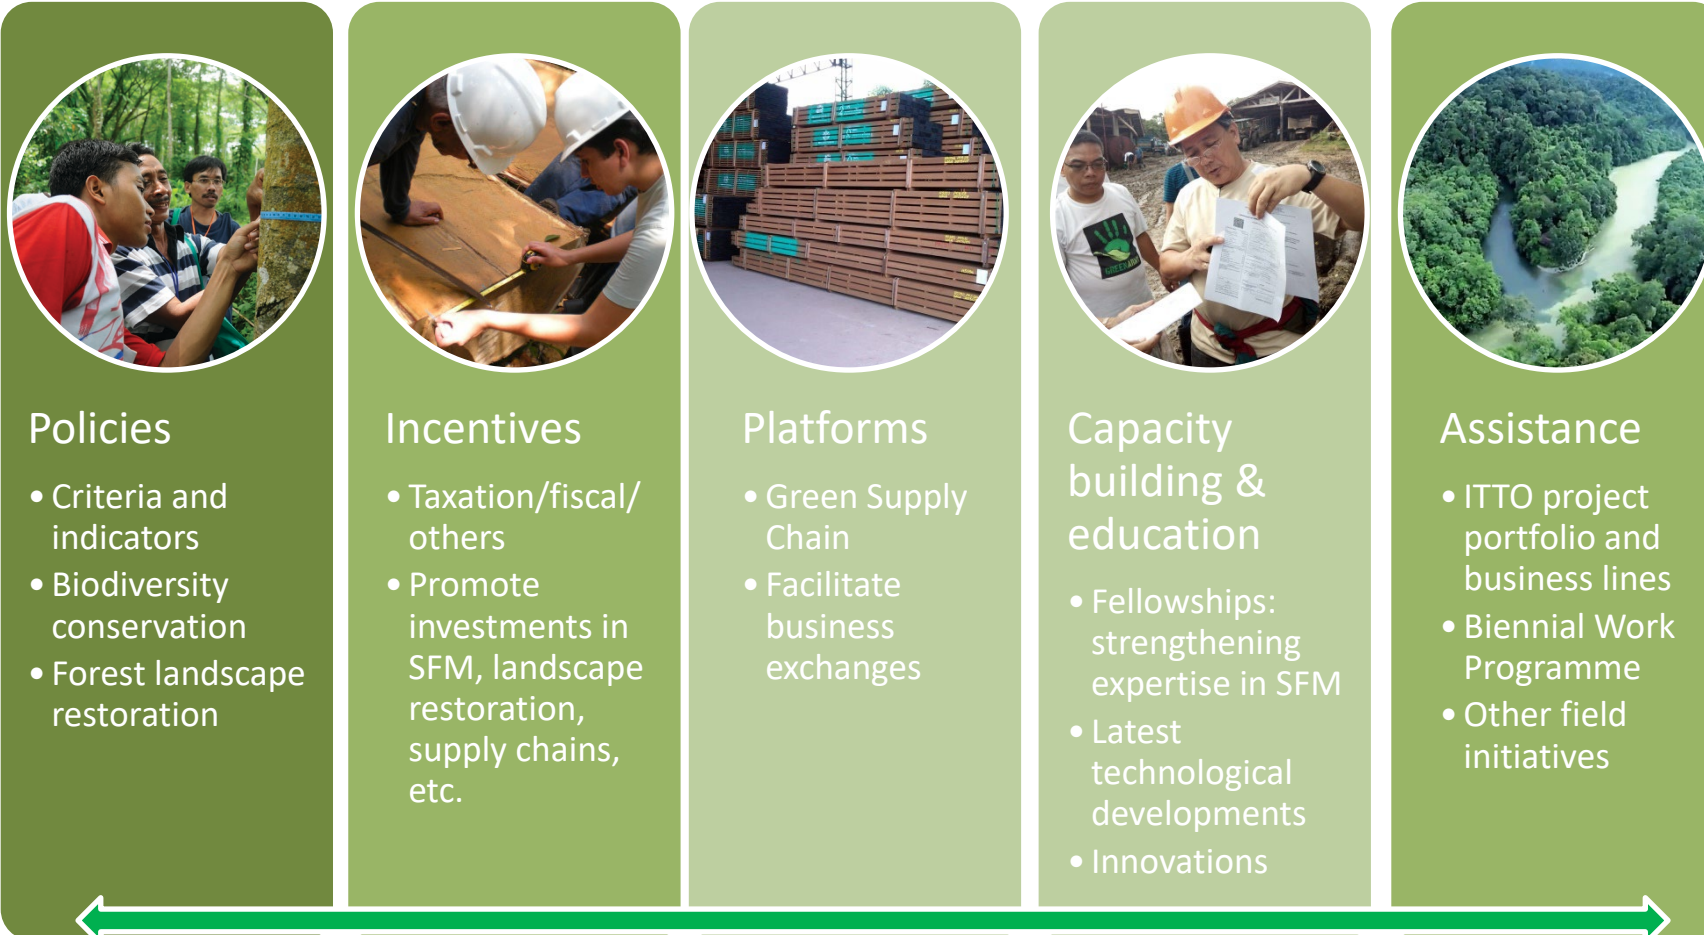 Policies
• Criteria and
indicators
• Biodiversity
conservation
• Forest landscape
restoration
Incentives
• Taxation/fiscal/
others
• Promote
investments in
SFM, landscape
restoration,
supply chains,
etc.
Platforms
• Green Supply
Chain
• Facilitate
business
exchanges
Capacity
building &
education
• Fellowships:
strengthening
expertise in SFM
• Latest
technological
developments
• Innovations
Assistance
• ITTO project
portfolio and
business lines
• Biennial Work
Programme
• Other field
initiatives